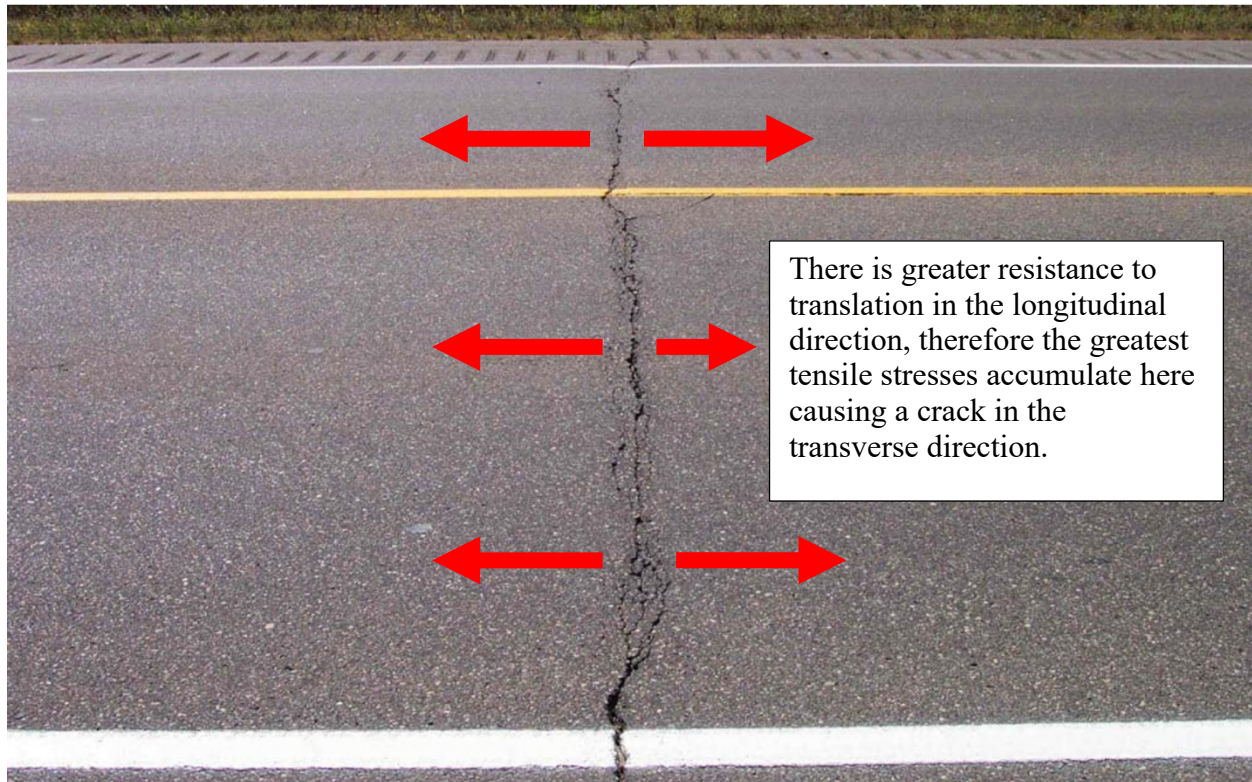 There is greater resistance to
translation in the longitudinal
direction, therefore the greatest
tensile stresses accumulate here
causing a crack in the
transverse direction.